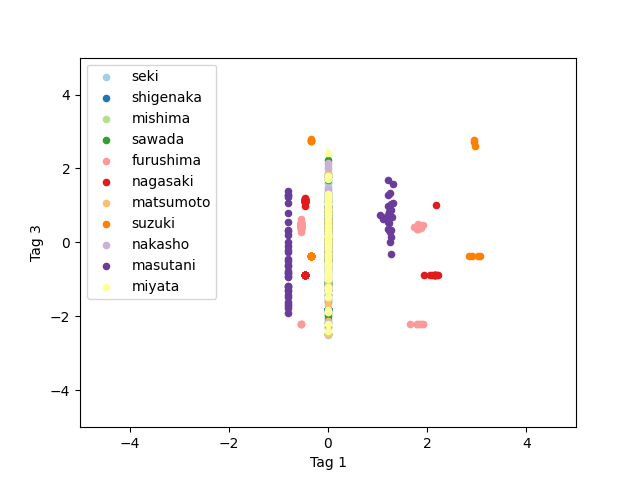 seki
shigenaka
mishima
sawada
furushima
nagasaki
matsumoto
suzuki
nakasho
masutani
miyata
4
2
0
−2
−4
Tag 3
−4
−2
0
2
4
Tag 1